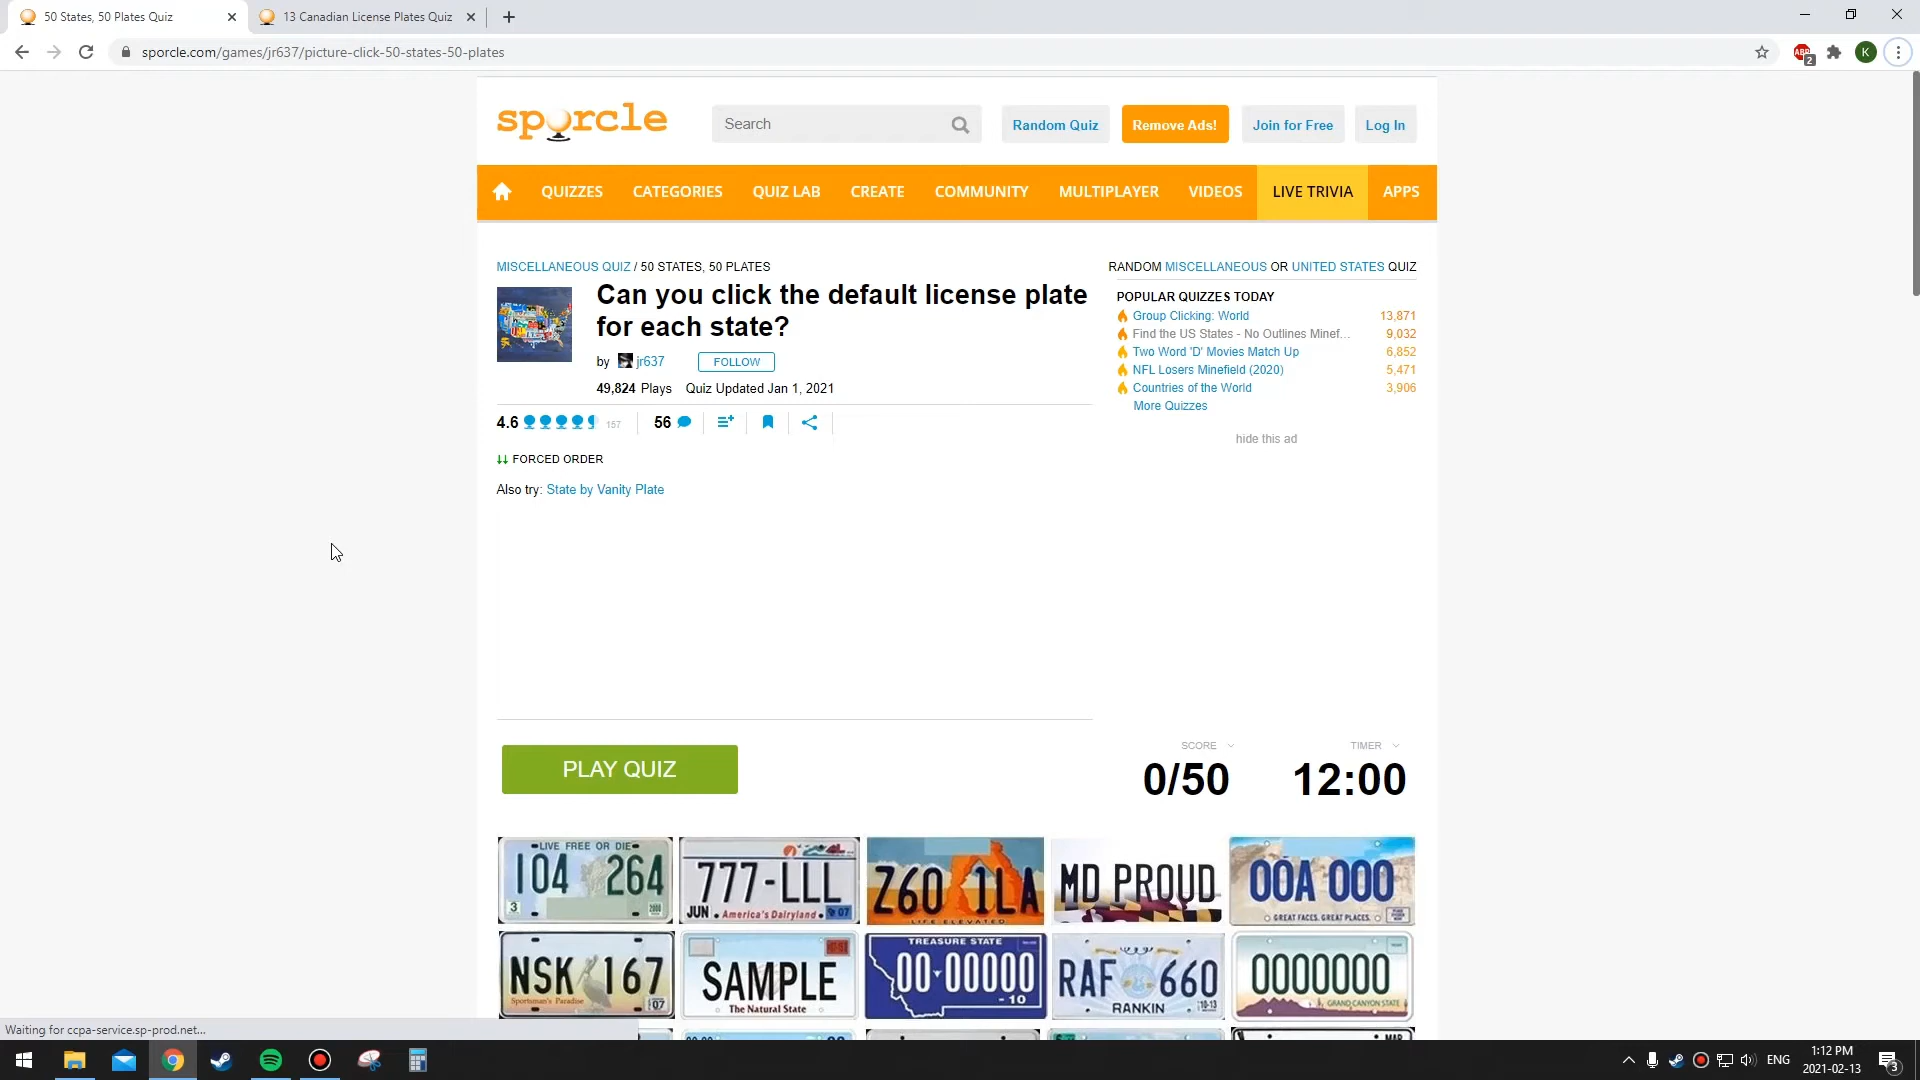 50 States, 50 Plates Quiz
13 Canadian License Plates Quiz
sporcle.com/games/jr637/picture-click-50-states-50-plates
ABP
2
K
sporcle
Search
Random Quiz
Remove Ads!
Join for Free
Log In
QUIZZES
CATEGORIES
QUIZ LAB
CREATE
COMMUNITY
MULTIPLAYER
VIDEOS
LIVE TRIVIA
APPS
MISCELLANEOUS QUIZ / 50 STATES, 50 PLATES
Can you click the default license plate
for each state?
by jr637
FOLLOW
49,824 Plays Quiz Updated Jan 1, 2021
4.6 157
56
FORCED ORDER
Also try: State by Vanity Plate
RANDOM MISCELLANEOUS OR UNITED STATES QUIZ
POPULAR QUIZZES TODAY
Group Clicking: World 13,871
Find the US States - No Outlines Minef... 9,032
Two Word 'D' Movies Match Up 6,852
NFL Losers Minefield (2020) 5,471
Countries of the World 3,906
More Quizzes
hide this ad
PLAY QUIZ
SCORE
0/50
TIMER
12:00
LIVE FREE OR DIE
104 264
3
777-LLL
JUN America's Dairyland 07
Z60 1LA
LIFE ELEVATED
MD PROUD
00A 000
GREAT FACES. GREAT PLACES.
NSK 167
Sportsman's Paradise
07
SAMPLE
The Natural State
TREASURE STATE
00-00000
-10
RAF 660
RANKIN
10-13
0000000
GRAND CANYON STATE
Waiting for ccpa-service.sp-prod.net...
ENG
1:12 PM
2021-02-13
3